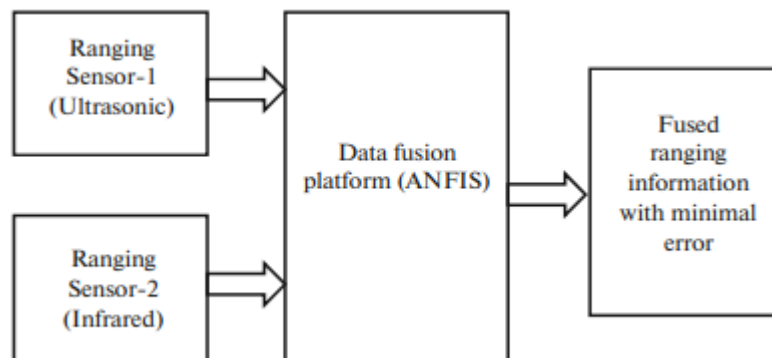 Ranging
Sensor-1
(Ultrasonic)
Data fusion
platform (ANFIS)
Fused
ranging
information
with minimal
error
Ranging
Sensor-2
(Infrared)